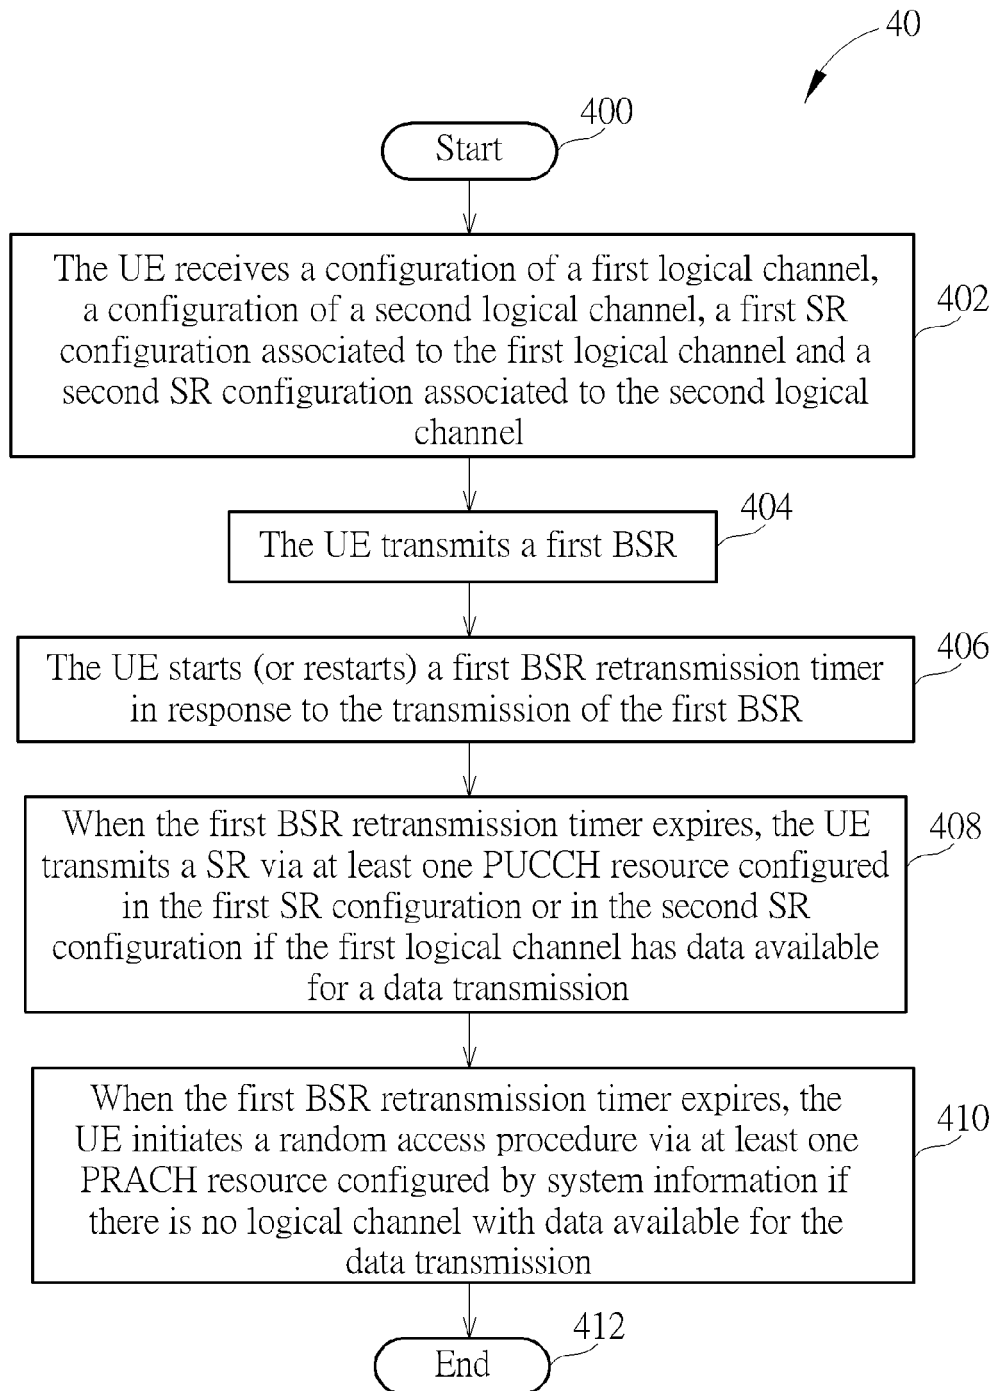 40
400
Start
The UE receives a configuration of a first logical channel,
a configuration of a second logical channel, a first SR
configuration associated to the first logical channel and a
second SR configuration associated to the second logical
channel
402
404
The UE transmits a first BSR
The UE starts (or restarts) a first BSR retransmission timer
in response to the transmission of the first BSR
406
When the first BSR retransmission timer expires, the UE
transmits a SR via at least one PUCCH resource configured
in the first SR configuration or in the second SR
configuration if the first logical channel has data available
for a data transmission
408
When the first BSR retransmission timer expires, the
UE initiates a random access procedure via at least one
PRACH resource configured by system information if
there is no logical channel with data available for the
data transmission
410
412
End